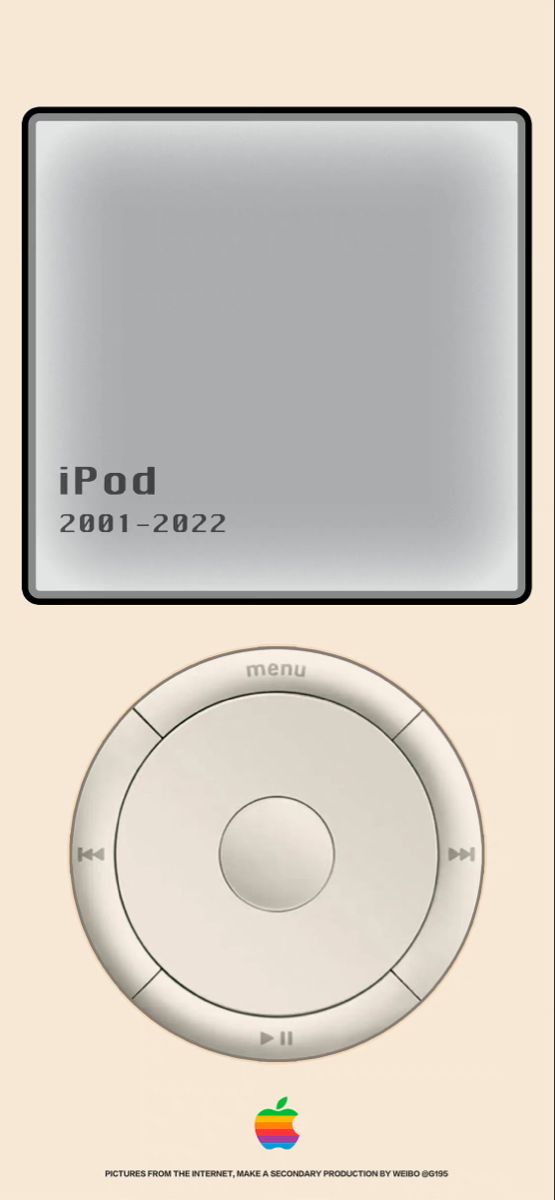 iPod
2001-2022
menu
PICTURES FROM THE INTERNET, MAKE A SECONDARY PRODUCTION BY WEIBO @G195